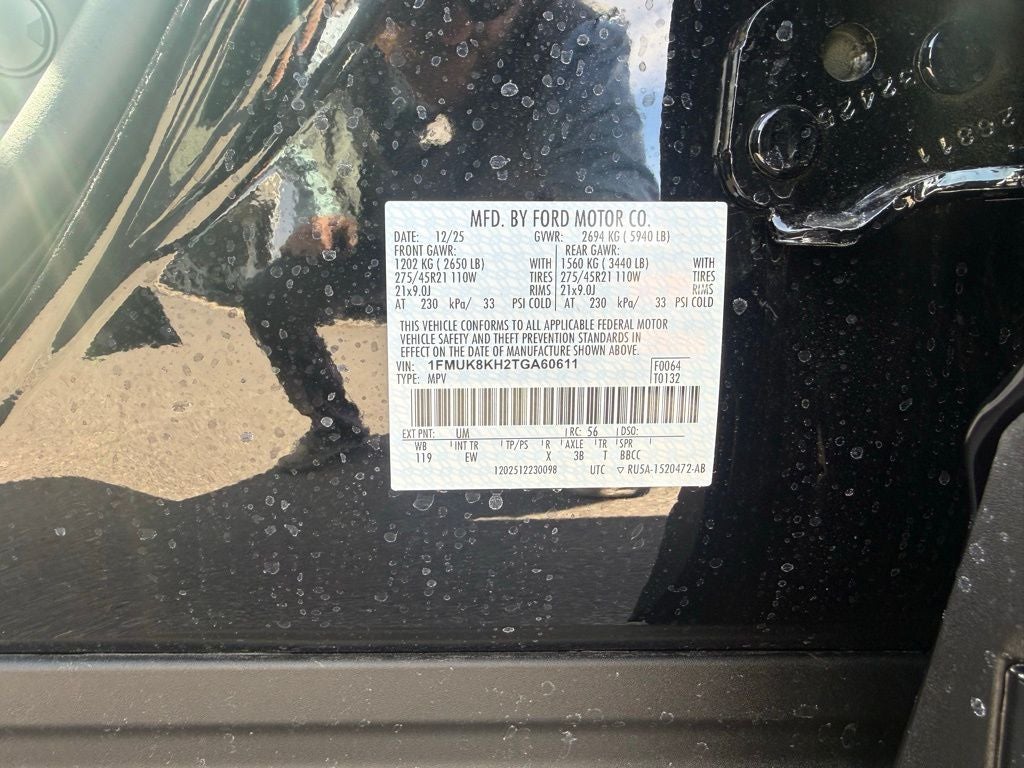 MFD. BY FORD MOTOR CO.
DATE: 12/25 GVWR: 2694 KG ( 5940 LB)
FRONT GAWR: REAR GAWR:
1202 KG ( 2650 LB) WITH 1560 KG ( 3440 LB) WITH
275/45R21 110W TIRES 275/45R21 110W TIRES
21x9.0J RIMS 21x9.0J RIMS
AT 230 kPa/ 33 PSI COLD AT 230 kPa/ 33 PSI COLD
THIS VEHICLE CONFORMS TO ALL APPLICABLE FEDERAL MOTOR
VEHICLE SAFETY AND THEFT PREVENTION STANDARDS IN
EFFECT ON THE DATE OF MANUFACTURE SHOWN ABOVE.
VIN: 1FMUK8KH2TGA60611 F0064
TYPE: MPV T0132
EXT PNT: UM RC: 56 DSO:
WB INT TR TP/PS R AXLE TR SPR
119 EW X 3B T BBCC
1202512230098 UTC ▽ RU5A-1520472-AB